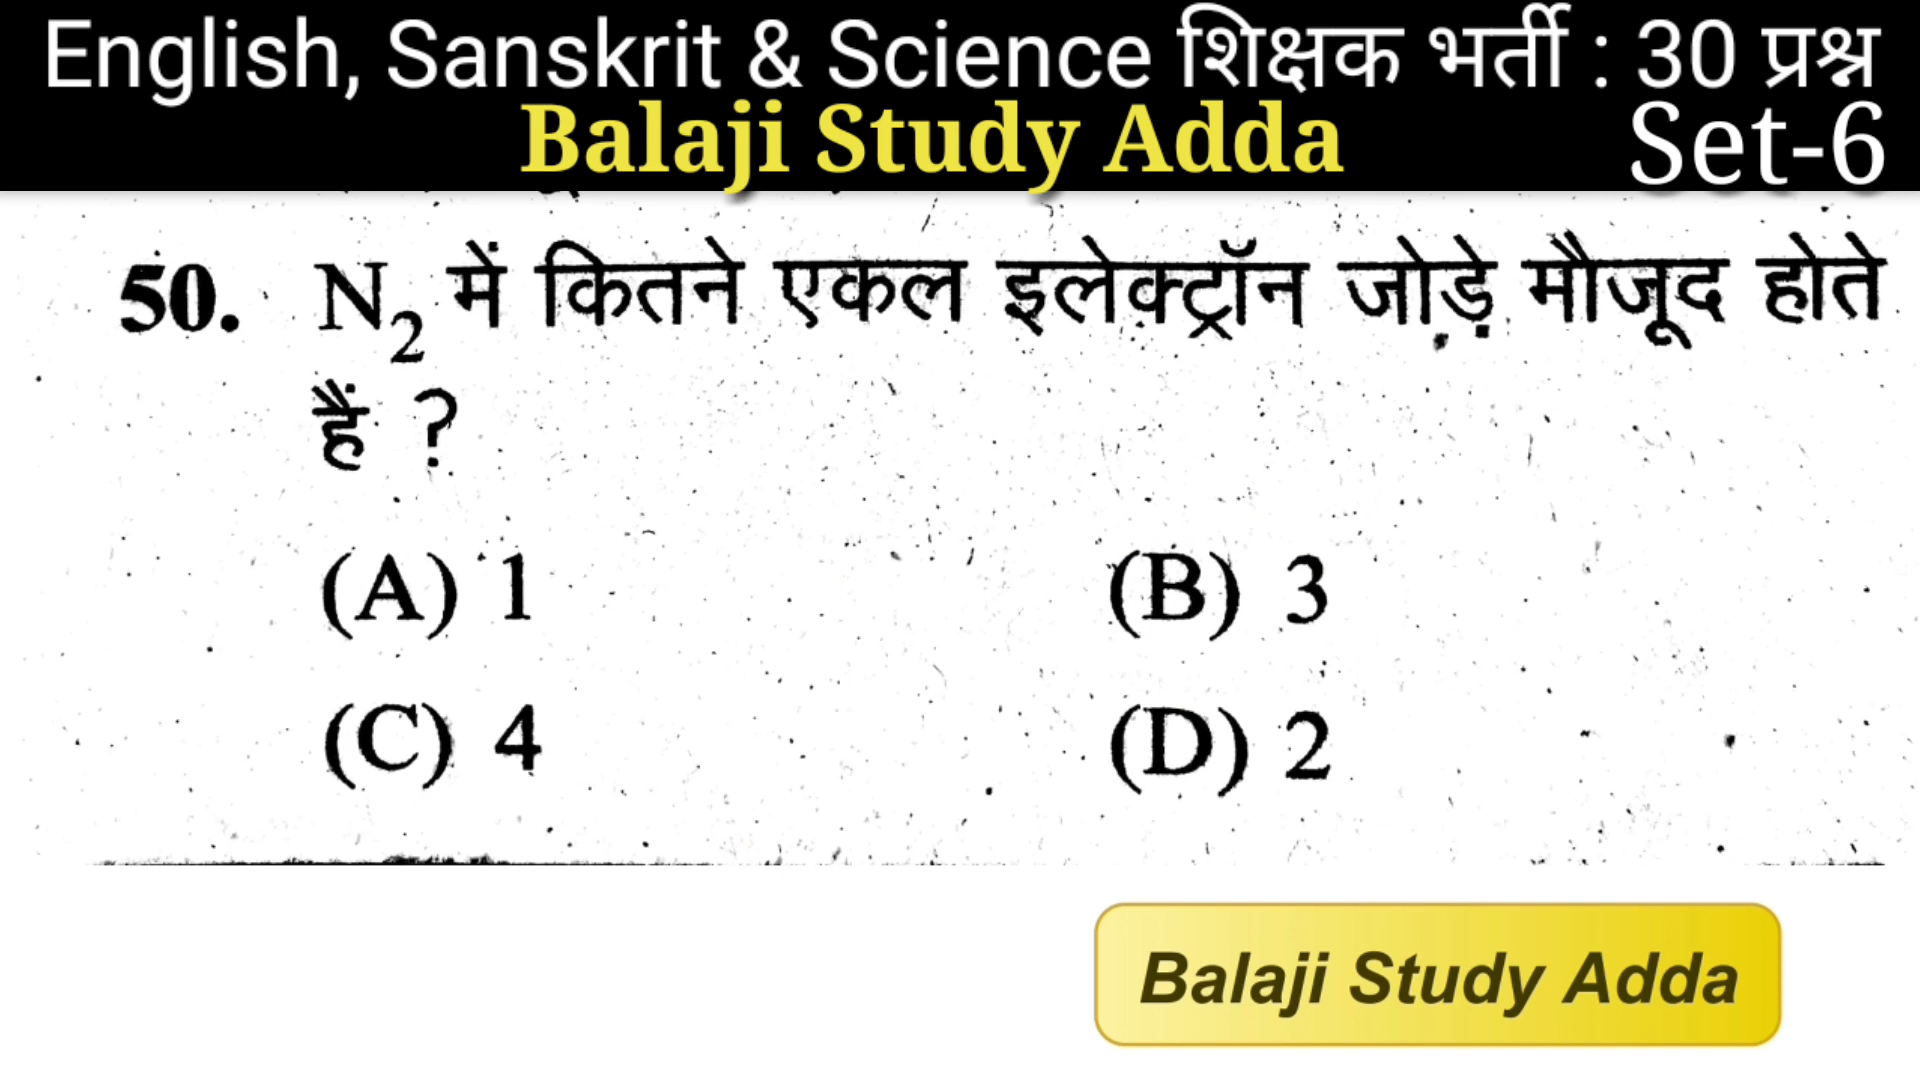 English, Sanskrit & Science शिक्षक भर्ती : 30 प्रश्न
Balaji Study Adda Set-6
50. N₂ में कितने एकल इलेक्ट्रॉन जोड़े मौजूद होते
हैं ?
(A) 1 (B) 3
(C) 4 (D) 2
Balaji Study Adda